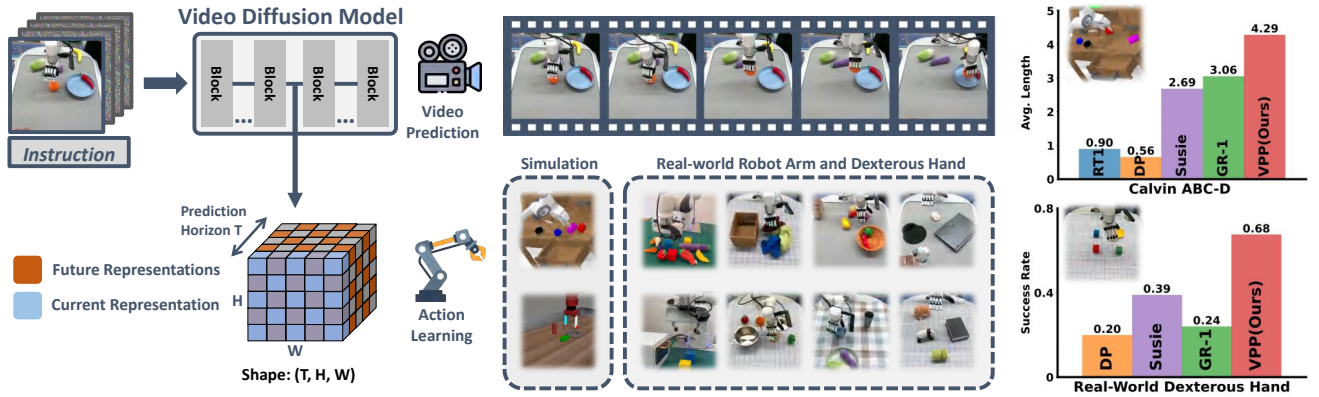 Video Diffusion Model
Block
Block
Block
Block
...
...
Instruction
Video
Prediction
Prediction
Horizon T
H
W
Shape: (T, H, W)
Future Representations
Current Representation
Action
Learning
Simulation
Real-world Robot Arm and Dexterous Hand
Avg. Length
5
4
3
2
1
0
0.90
0.56
2.69
3.06
4.29
RT1
DP
Susie
GR-1
VPP(Ours)
Calvin ABC-D
Success Rate
0.8
0.4
0
0.20
0.39
0.24
0.68
DP
Susie
GR-1
VPP(Ours)
Real-World Dexterous Hand